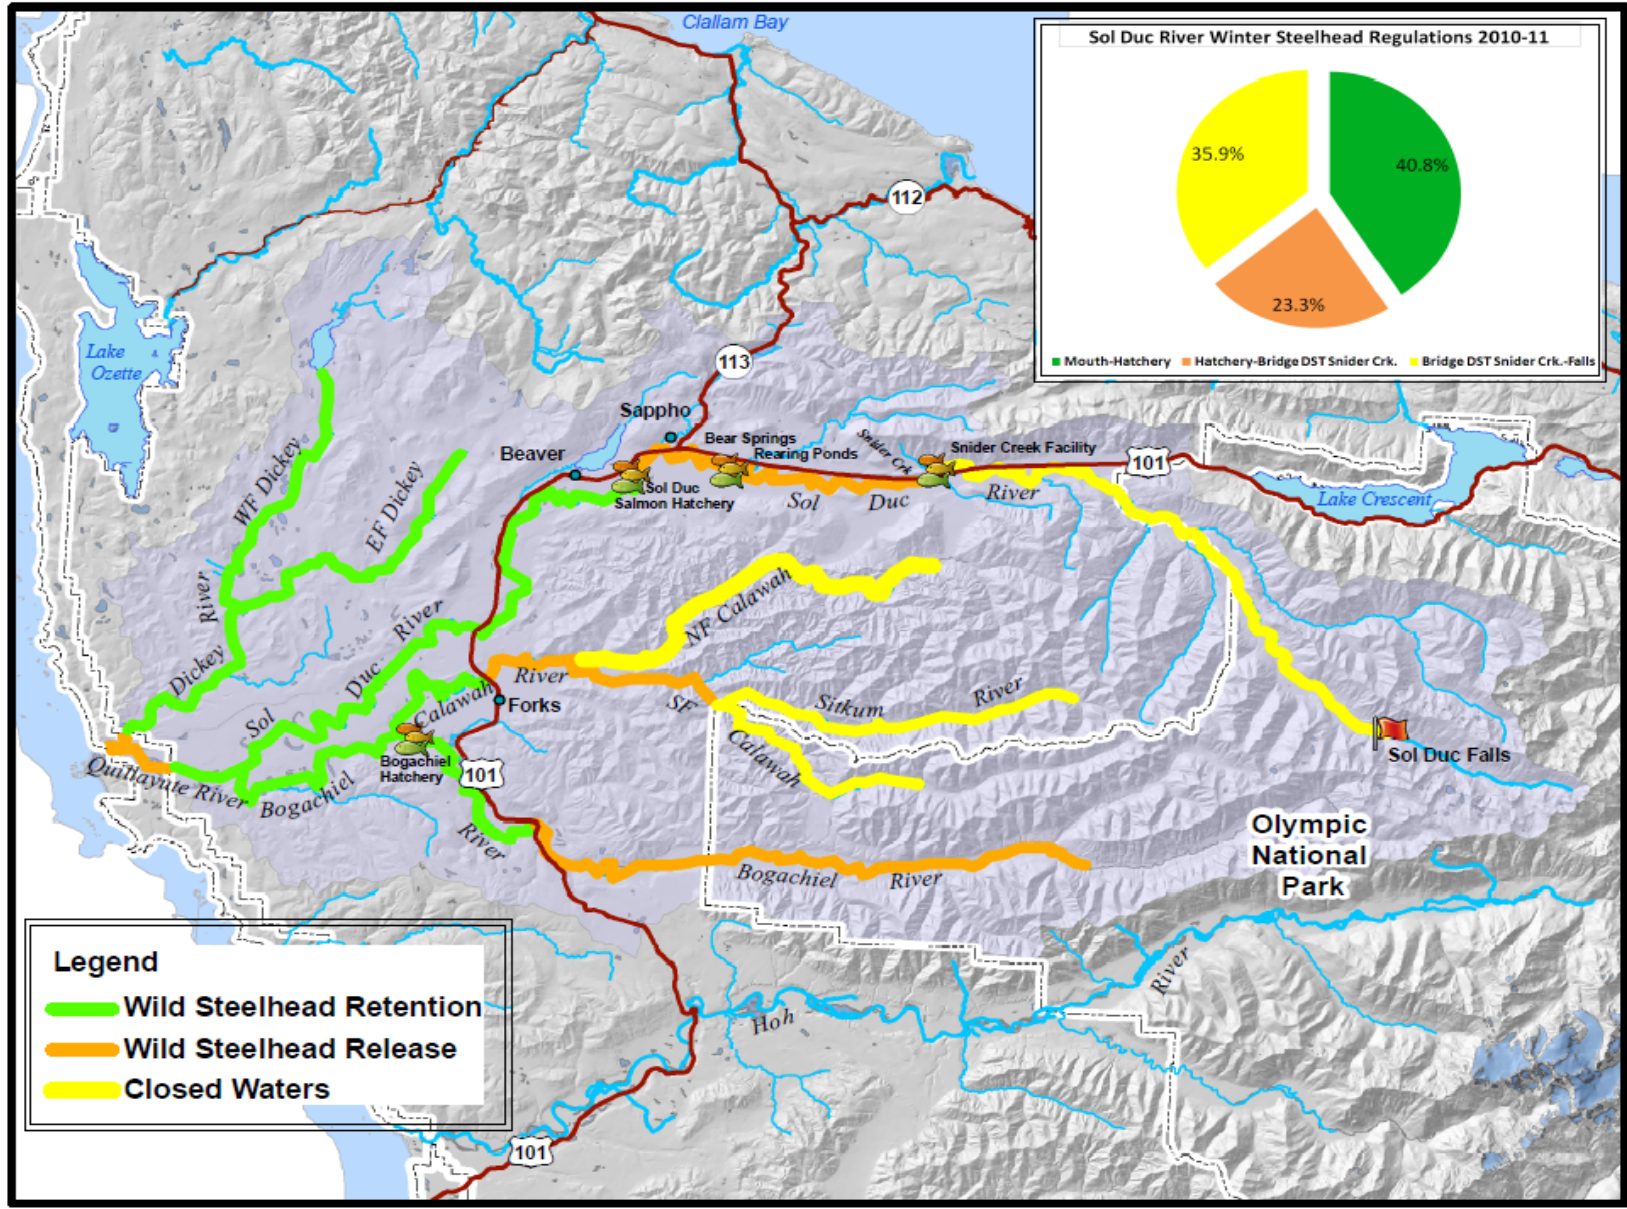 Clallam Bay
Sol Duc River Winter Steelhead Regulations 2010-11
35.9%
40.8%
23.3%
Mouth-Hatchery
Hatchery-Bridge DST Snider Crk.
Bridge DST Snider Crk.-Falls
112
113
Lake
Ozette
Sappho
Beaver
Bear Springs
Rearing Ponds
Snider Crk
Snider Creek Facility
101
Sol Duc
Salmon Hatchery
Sol
Duc
River
Lake Crescent
WF Dickey
EF Dickey
River
Dickey
Sol
Duc
River
NF Calawah
River
Calawah
Forks
SF
Sitkum
River
Calawah
Bogachiel
Hatchery
101
Quillayute River
Bogachiel
River
Sol Duc Falls
Olympic
National
Park
Bogachiel
River
Legend
Wild Steelhead Retention
Wild Steelhead Release
Closed Waters
Hoh
River
101